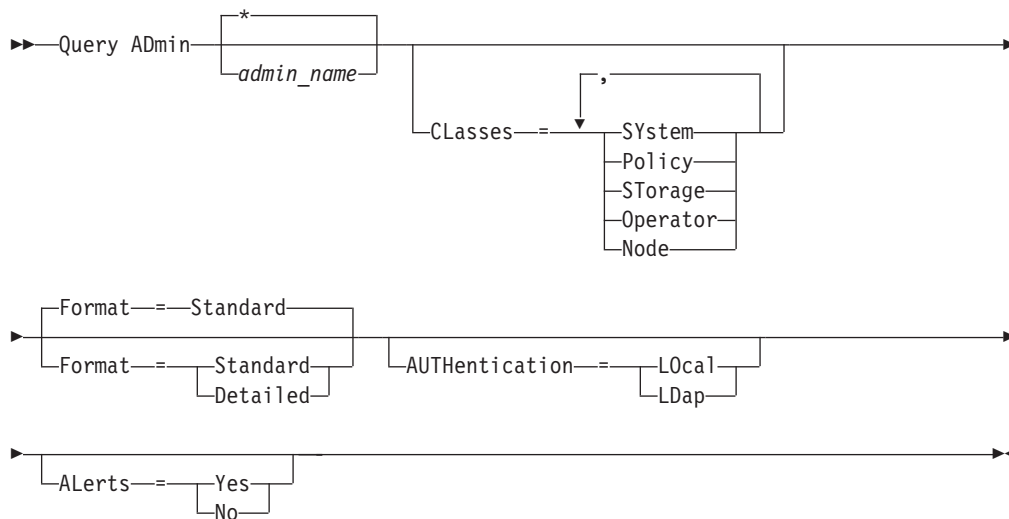 *
Query ADmin
admin_name
,
CLasses = SYstem
Policy
STorage
Operator
Node
Format = Standard
Format = Standard
Detailed
AUTHentication = LOcal
LDap
ALerts = Yes
No